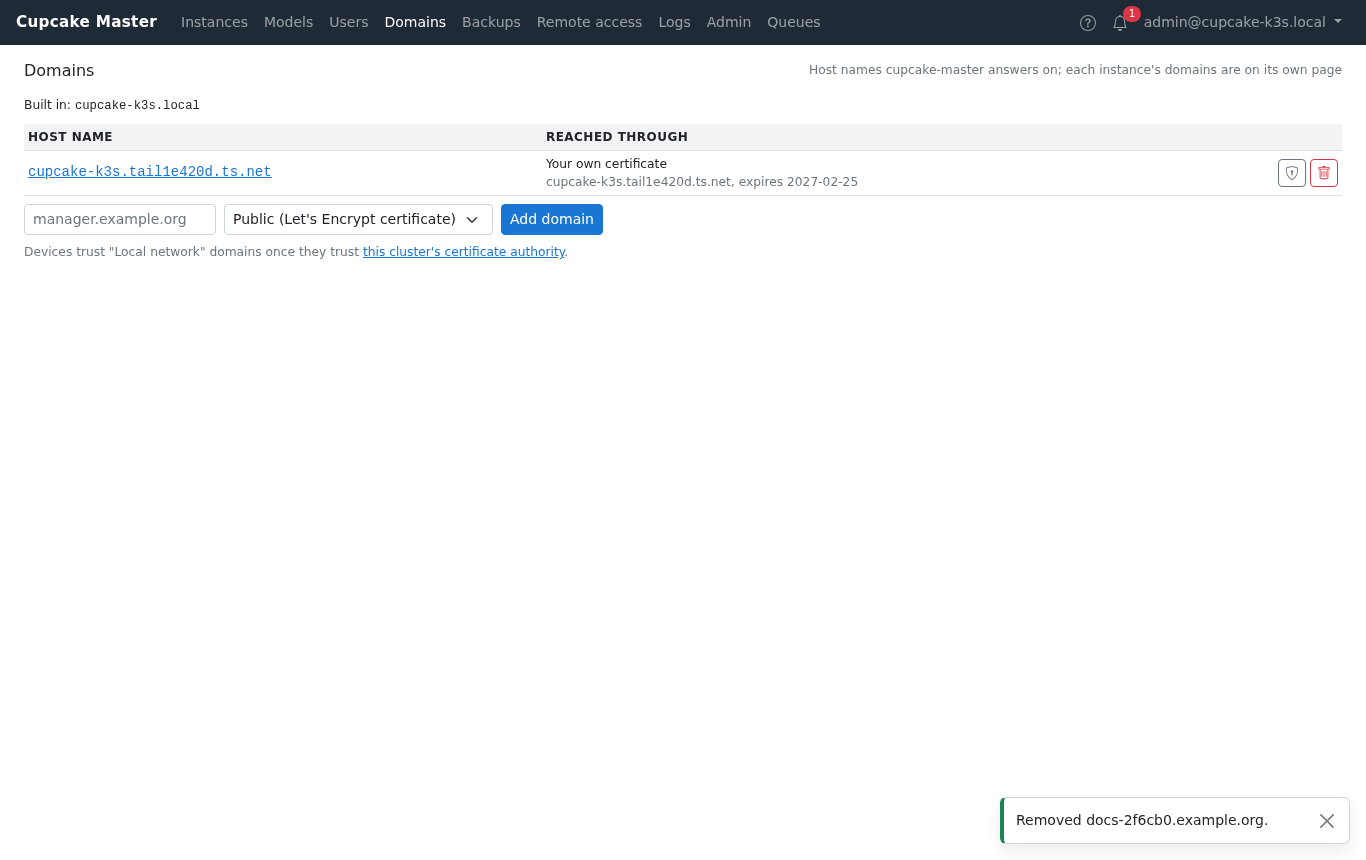 Cupcake Master Instances Models Users Domains Backups Remote access Logs Admin Queues 1 admin@cupcake-k3s.local
Domains Host names cupcake-master answers on; each instance's domains are on its own page
Built in: cupcake-k3s.local
HOST NAME REACHED THROUGH
cupcake-k3s.tail1e420d.ts.net Your own certificate
cupcake-k3s.tail1e420d.ts.net, expires 2027-02-25
manager.example.org Public (Let's Encrypt certificate) Add domain
Devices trust "Local network" domains once they trust this cluster's certificate authority.
Removed docs-2f6cb0.example.org.